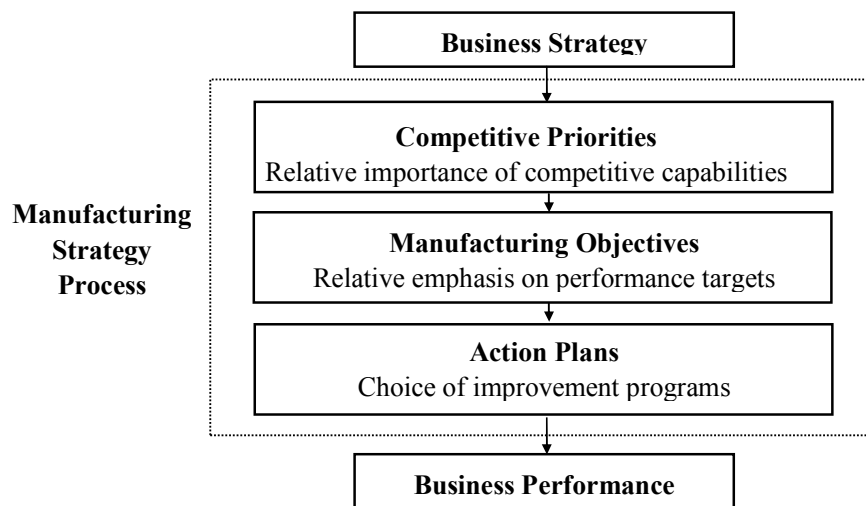 Business Strategy
Competitive Priorities
Relative importance of competitive capabilities
Manufacturing
Strategy
Process
Manufacturing Objectives
Relative emphasis on performance targets
Action Plans
Choice of improvement programs
Business Performance